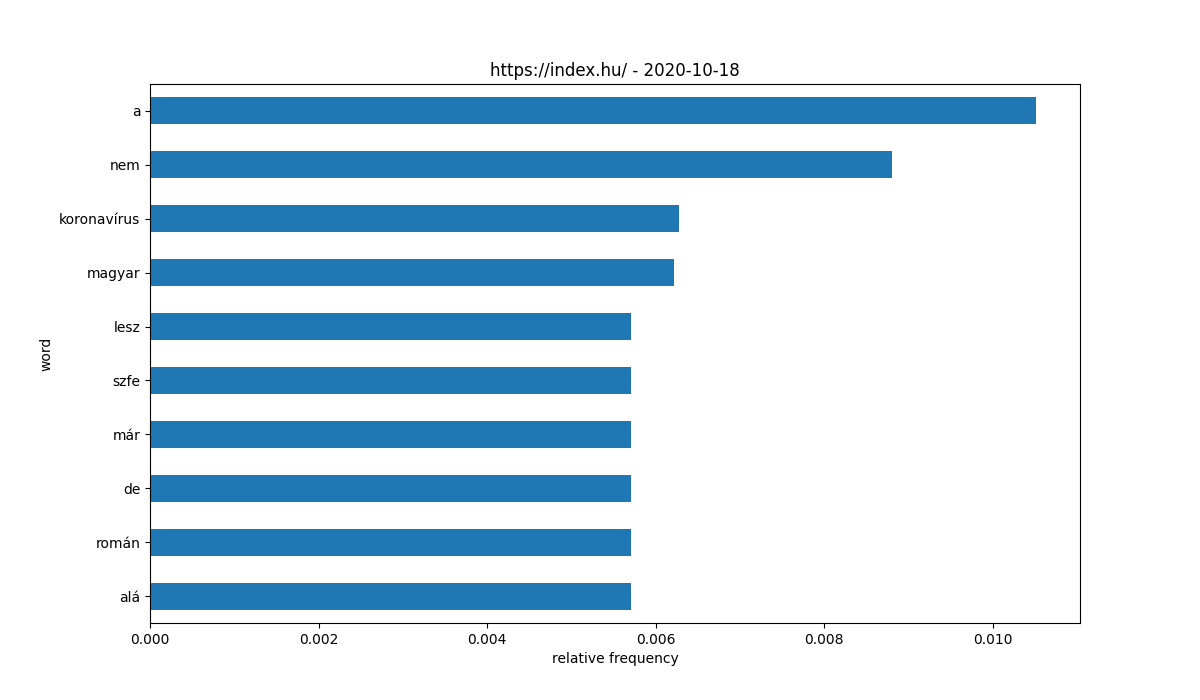 https://index.hu/ - 2020-10-18
a
nem
koronavírus
magyar
lesz
szfe
már
de
román
alá
word
0.000 0.002 0.004 0.006 0.008 0.010
relative frequency